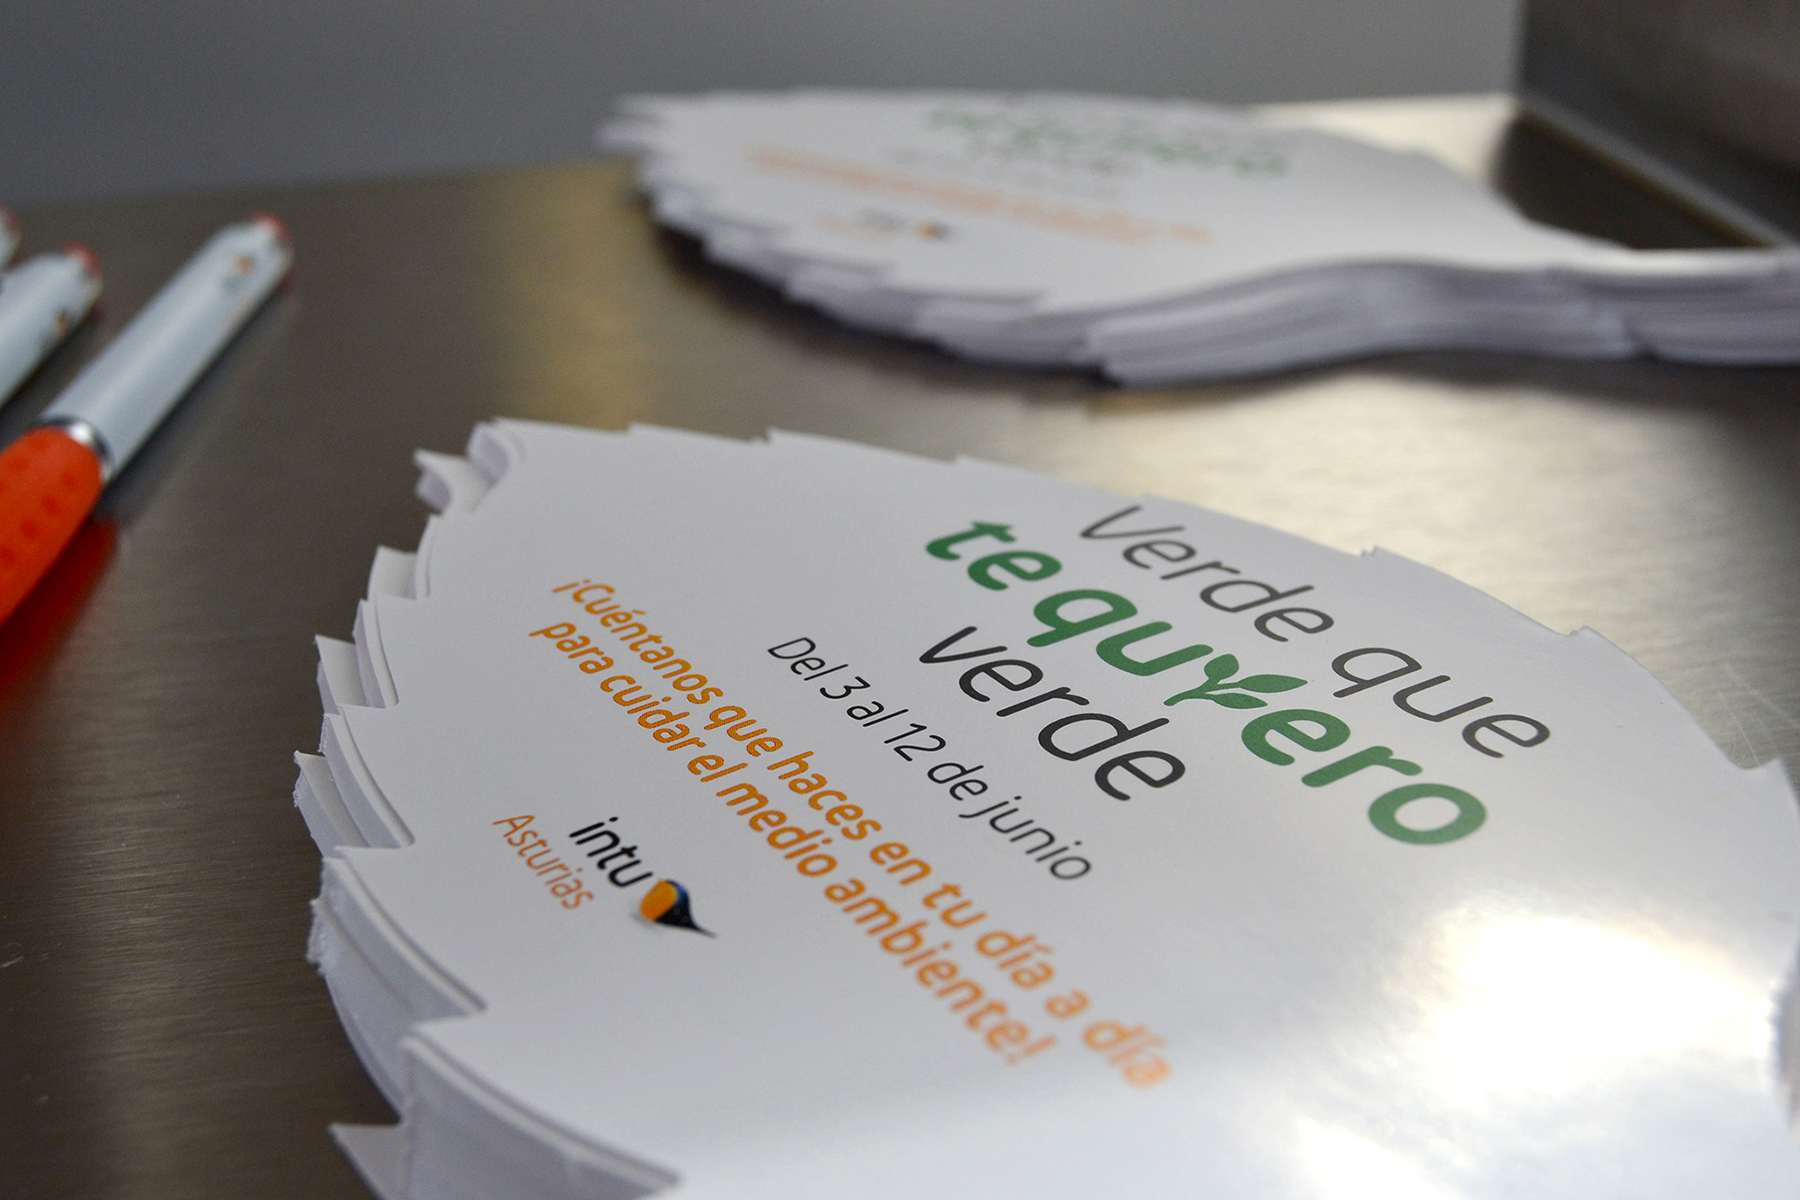 Verde que
te quiero
verde
Del 3 al 12 de junio
¡Cuéntanos que haces en tu día a día
para cuidar el medio ambiente!
intu
Asturias